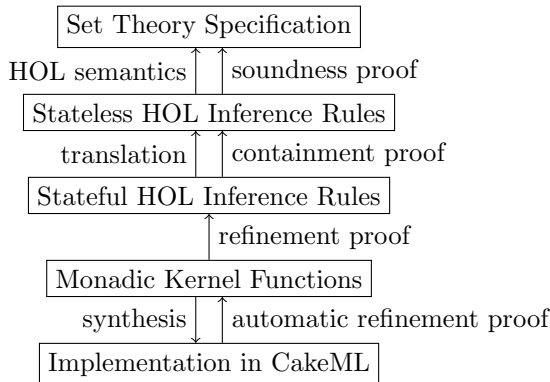 Set Theory Specification
HOL semantics soundness proof
Stateless HOL Inference Rules
translation containment proof
Stateful HOL Inference Rules
refinement proof
Monadic Kernel Functions
synthesis automatic refinement proof
Implementation in CakeML